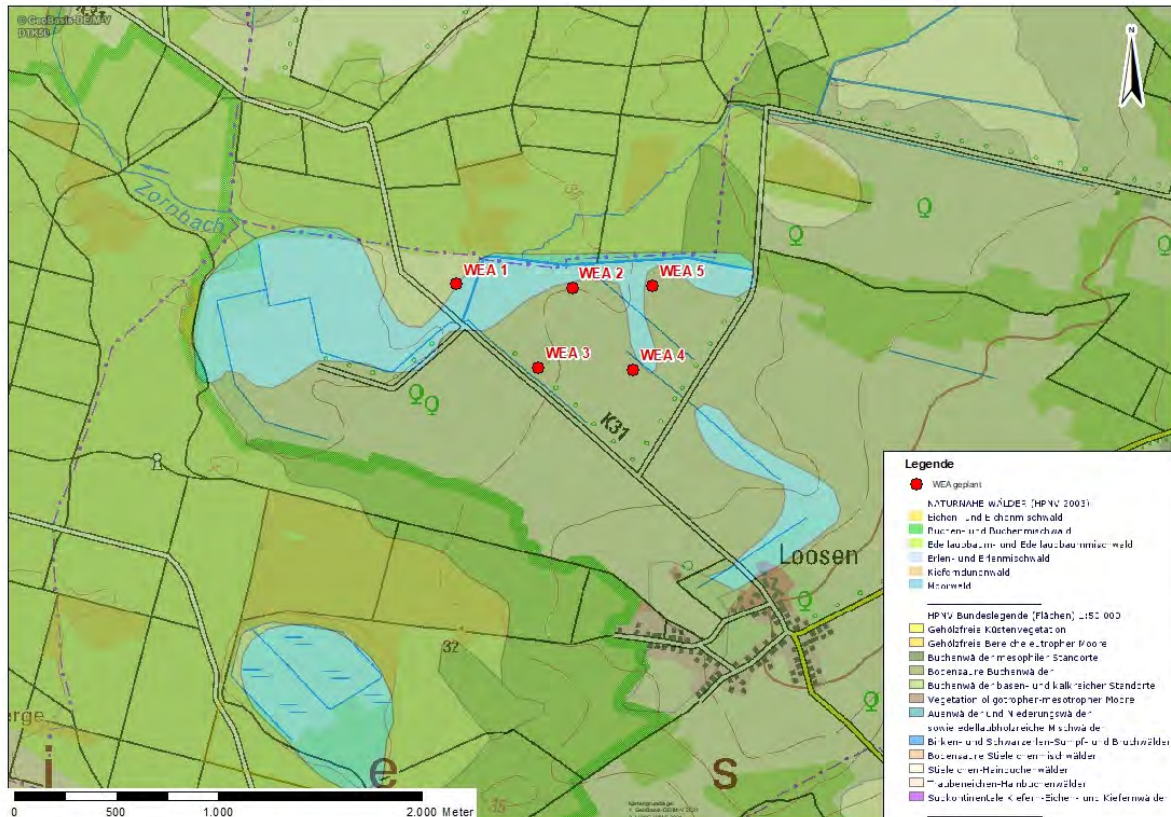 © GeoBasis-DE/M-V
DTK50
N
Zornbach
WEA 1
WEA 2
WEA 5
WEA 3
WEA 4
K31
Loosen
32
erge
i e s
15
0 500 1.000 2.000 Meter
Legende
WEA geplant
NATURNAHE WÄLDER (HPNV 2003)
Eichen- und Eichenmischwald
Buchen- und Buchenmischwald
Edellaubbaum- und Edellaubbaummischwald
Erlen- und Erlenmischwald
Kieferndünenwald
Moorwald
HPNV Bundeslegende (Flächen) 1:50 000
Gehölzfreie Küstenvegetation
Gehölzfreie Bereiche eutropher Moore
Buchenwälder mesophiler Standorte
Bodensaure Buchenwälder
Buchenwälder basen- und kalkreicher Standorte
Vegetation oligotropher-mesotropher Moore
Auenwälder und Niederungswälder
sowie edellaubholzreiche Mischwälder
Birken- und Schwarzerlen-Sumpf- und Bruchwälder
Bodensaure Stieleichenmischwälder
Stieleichen-Hainbuchenwälder
Traubeneichen-Hainbuchenwälder
Subkontinentale Kiefern-Eichen- und Kiefernwälder